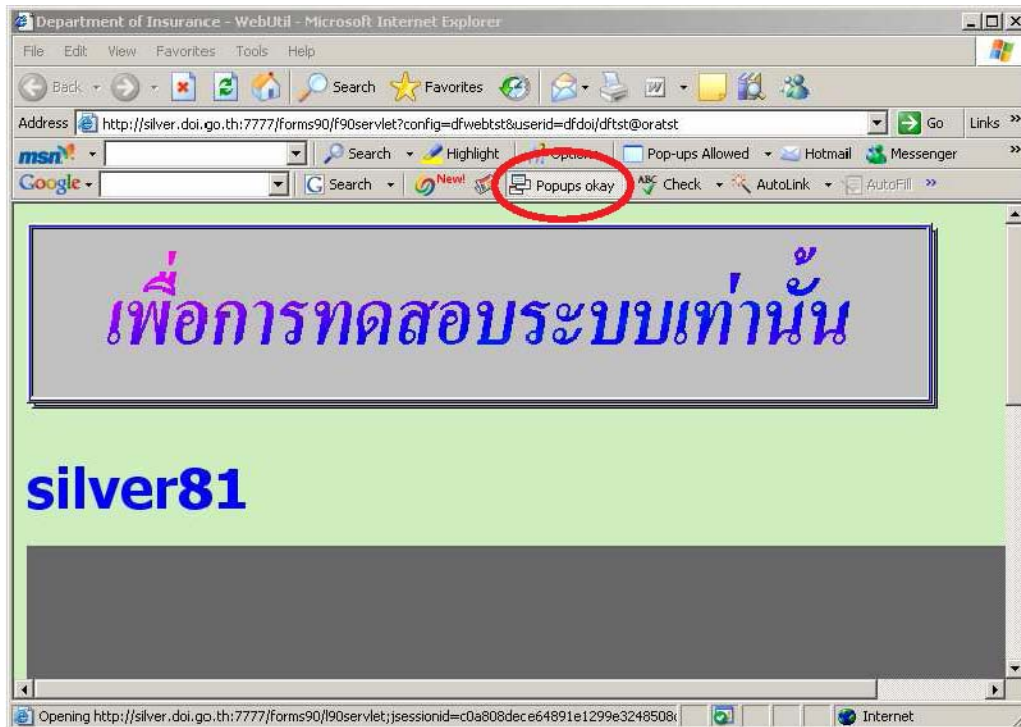 Department of Insurance - WebUtil - Microsoft Internet Explorer
File Edit View Favorites Tools Help
Back Search Favorites
Address http://silver.doi.go.th:7777/forms90/f90servlet?config=dfwebtst&userid=dfdoi/dftst@oratst Go Links »
msn Search Highlight Options Pop-ups Allowed Hotmail Messenger »
Google Search New! Popups okay ABC Check AutoLink AutoFill »
เพื่อการทดสอบระบบเท่านั้น
silver81
Opening http://silver.doi.go.th:7777/forms90/l90servlet;jsessionid=c0a808dece64891e1299e3248508 Internet